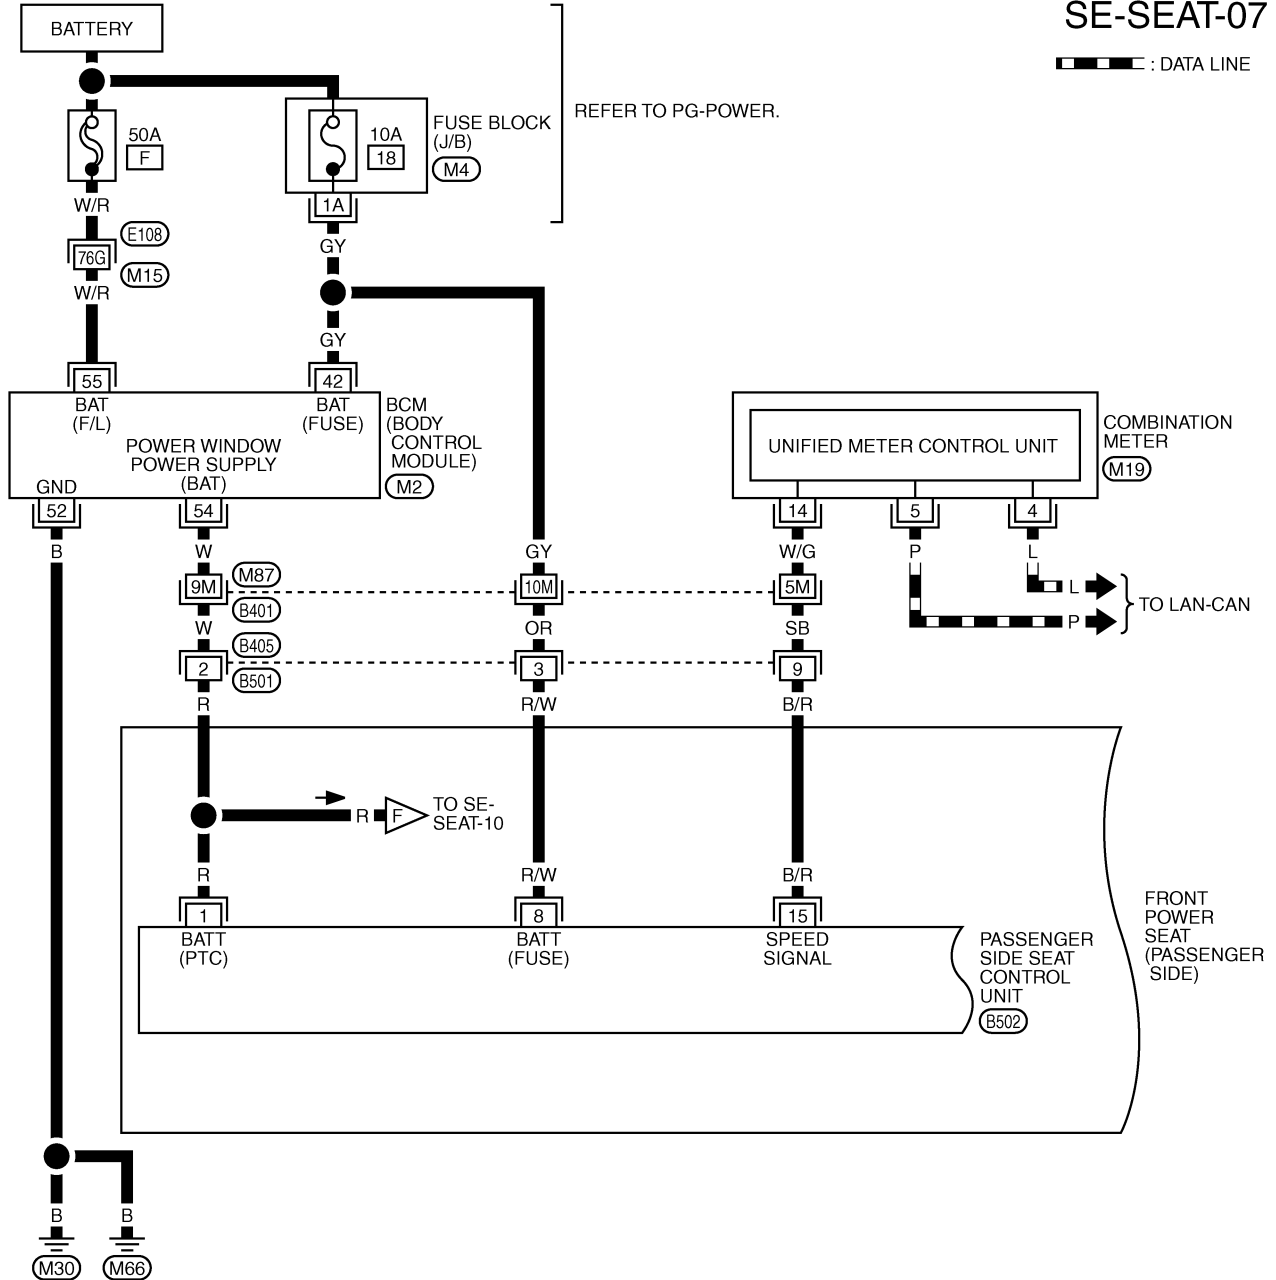 SE-SEAT-07
: DATA LINE
BATTERY
REFER TO PG-POWER.
50A
F
10A
18
FUSE BLOCK
(J/B)
M4
1A
W/R
E108
76G
M15
W/R
GY
GY
55
42
BAT
(F/L)
BAT
(FUSE)
POWER WINDOW
POWER SUPPLY
(BAT)
GND
BCM
(BODY
CONTROL
MODULE)
M2
52
54
UNIFIED METER CONTROL UNIT
COMBINATION
METER
M19
14
5
4
B
W
GY
W/G
P
L
9M
M87
B401
10M
5M
L
P
TO LAN-CAN
W
OR
SB
2
B405
B501
3
9
R
R/W
B/R
R
F
TO SE-
SEAT-10
R
R/W
B/R
1
8
15
BATT
(PTC)
BATT
(FUSE)
SPEED
SIGNAL
PASSENGER
SIDE SEAT
CONTROL
UNIT
B502
FRONT
POWER
SEAT
(PASSENGER
SIDE)
B
B
M30
M66